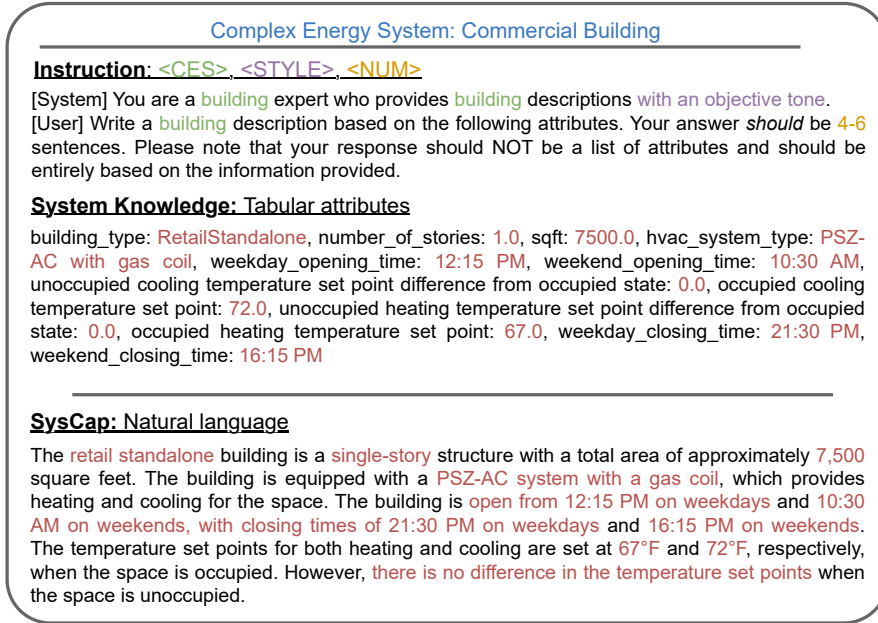 Complex Energy System: Commercial Building
Instruction: <CES>, <STYLE>, <NUM>
[System] You are a building expert who provides building descriptions with an objective tone.
[User] Write a building description based on the following attributes. Your answer should be 4-6
sentences. Please note that your response should NOT be a list of attributes and should be
entirely based on the information provided.
System Knowledge: Tabular attributes
building_type: RetailStandalone, number_of_stories: 1.0, sqft: 7500.0, hvac_system_type: PSZ-
AC with gas coil, weekday_opening_time: 12:15 PM, weekend_opening_time: 10:30 AM,
unoccupied cooling temperature set point difference from occupied state: 0.0, occupied cooling
temperature set point: 72.0, unoccupied heating temperature set point difference from occupied
state: 0.0, occupied heating temperature set point: 67.0, weekday_closing_time: 21:30 PM,
weekend_closing_time: 16:15 PM
SysCap: Natural language
The retail standalone building is a single-story structure with a total area of approximately 7,500
square feet. The building is equipped with a PSZ-AC system with a gas coil, which provides
heating and cooling for the space. The building is open from 12:15 PM on weekdays and 10:30
AM on weekends, with closing times of 21:30 PM on weekdays and 16:15 PM on weekends.
The temperature set points for both heating and cooling are set at 67°F and 72°F, respectively,
when the space is occupied. However, there is no difference in the temperature set points when
the space is unoccupied.